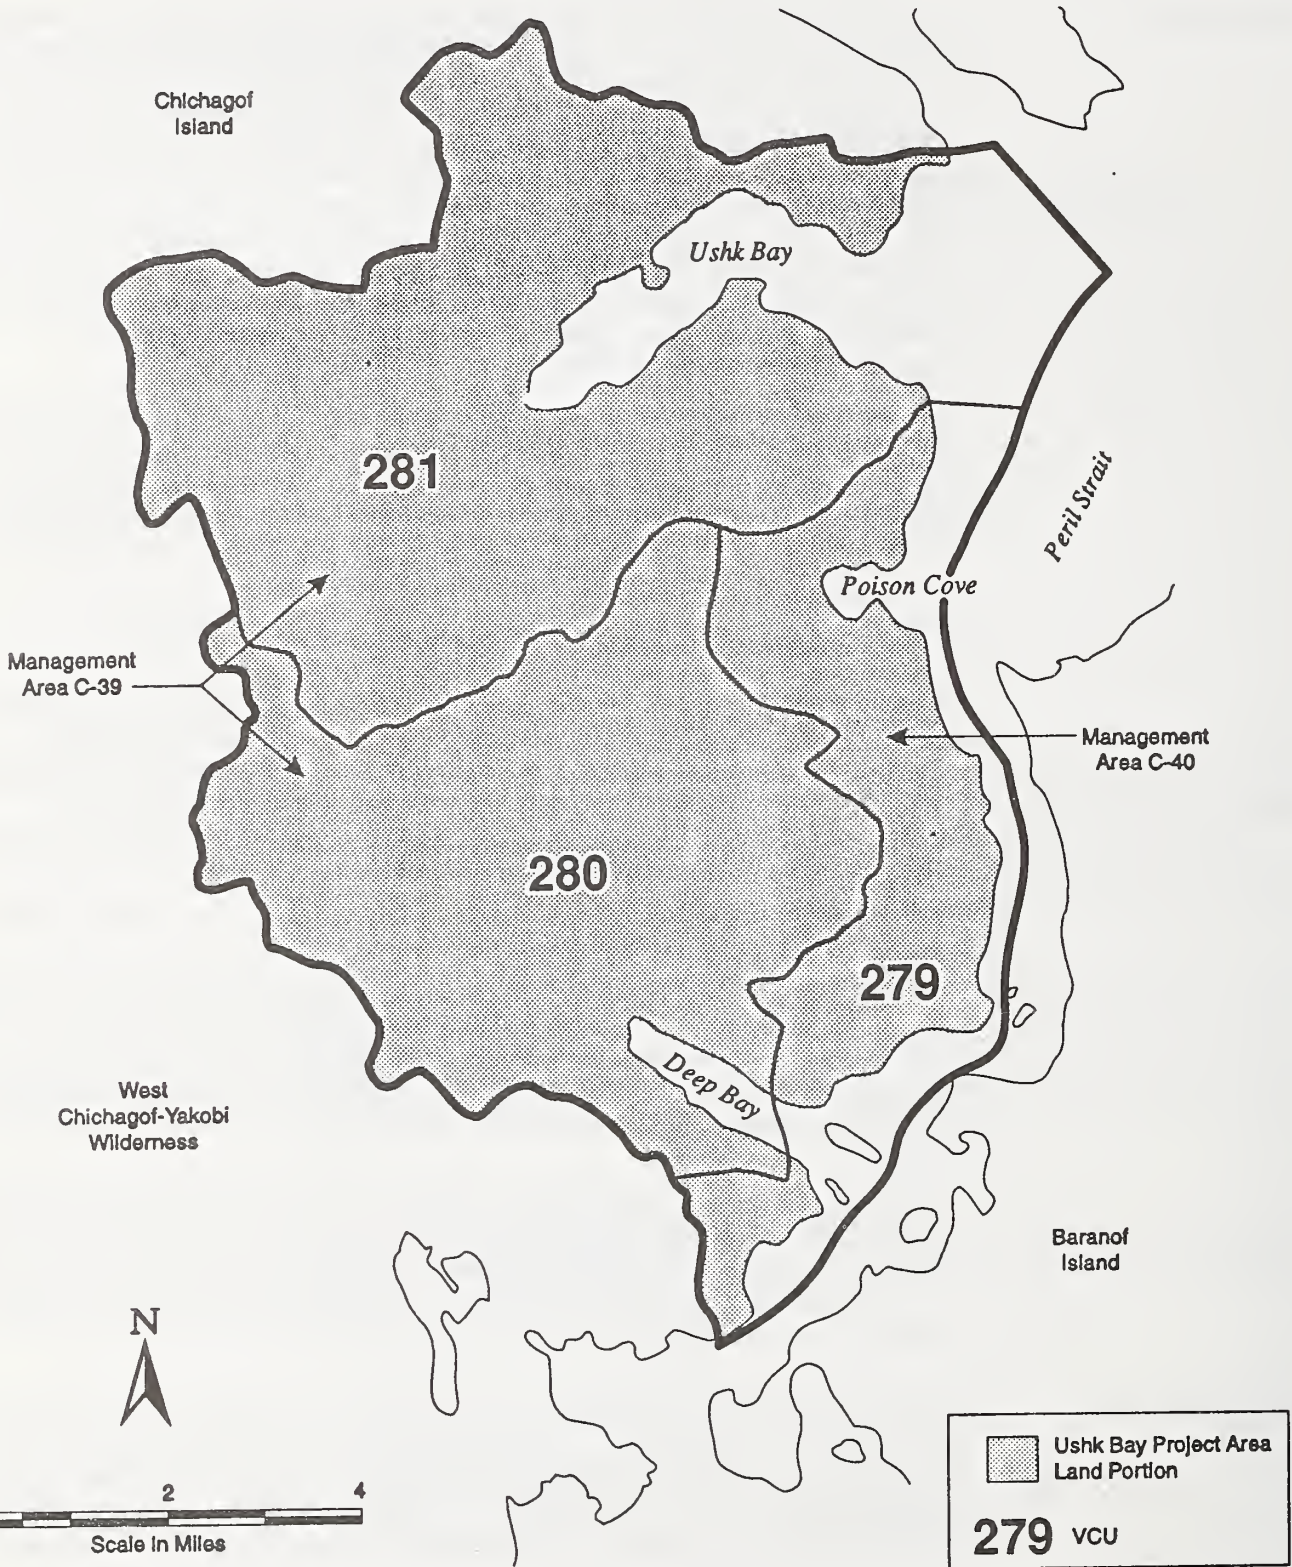 Chichagof
Island
Ushk Bay
281
Peril Strait
Poison Cove
Management
Area C-39
Management
Area C-40
280
279
Deep Bay
West
Chichagof-Yakobi
Wilderness
Baranof
Island
N
2 4
Scale in Miles
Ushk Bay Project Area
Land Portion
279 VCU